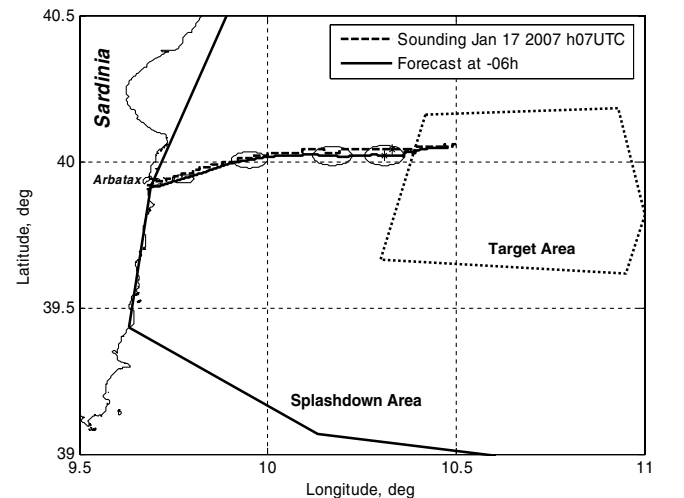 40.5
Sardinia
Sounding Jan 17 2007 h07UTC
Forecast at -06h
40
Arbatax
Latitude, deg
Target Area
39.5
Splashdown Area
39
9.5
10
10.5
11
Longitude, deg